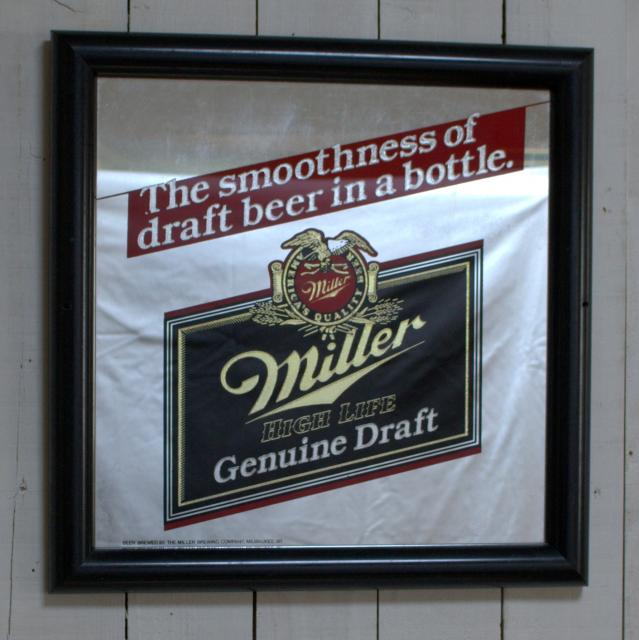 The smoothness of
draft beer in a bottle.
AMERICA'S QUALITY BEER
Miller
Miller
HIGH LIFE
Genuine Draft
BEER BREWED BY THE MILLER BREWING COMPANY, MILWAUKEE, WI